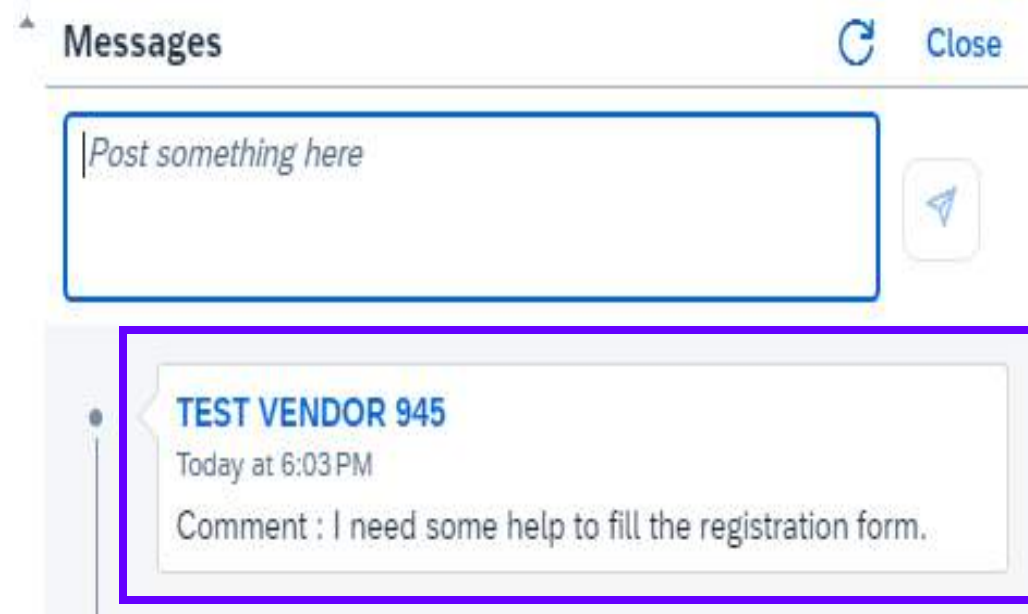 Messages
Close
Post something here
TEST VENDOR 945
Today at 6:03 PM
Comment : I need some help to fill the registration form.